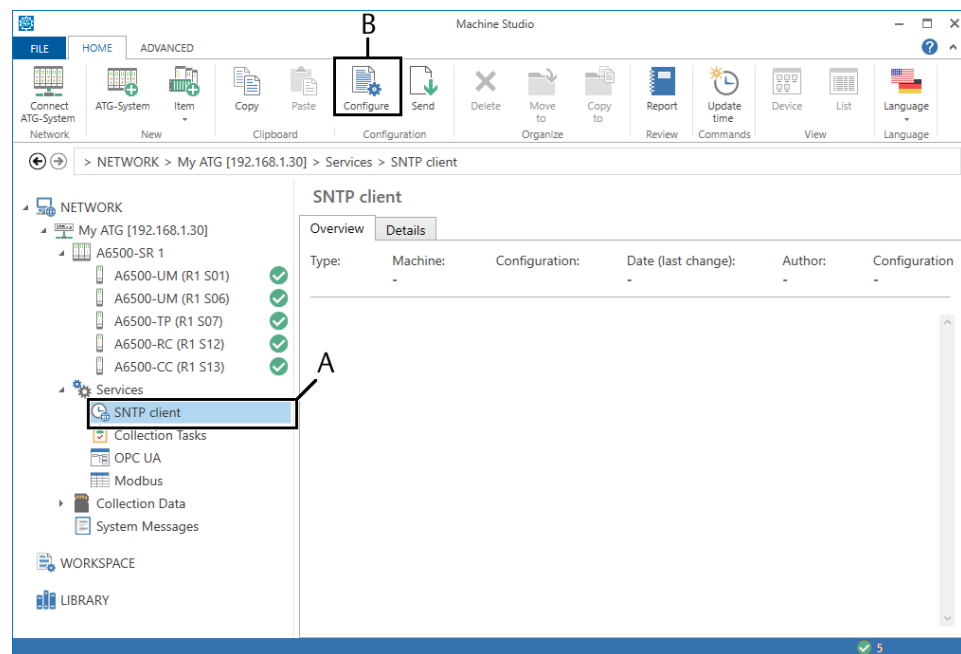 B
Machine Studio
FILE HOME ADVANCED
Connect ATG-System
ATG-System
Item
Copy
Paste
Configure
Send
Delete
Move to
Copy to
Report
Update time
Device
List
Language
Network New Clipboard Configuration Organize Review Commands View Language
> NETWORK > My ATG [192.168.1.30] > Services > SNTP client
NETWORK
My ATG [192.168.1.30]
A6500-SR 1
A6500-UM (R1 S01)
A6500-UM (R1 S06)
A6500-TP (R1 S07)
A6500-RC (R1 S12)
A6500-CC (R1 S13)
Services
SNTP client
Collection Tasks
OPC UA
Modbus
Collection Data
System Messages
WORKSPACE
LIBRARY
SNTP client
Overview Details
Type: Machine: Configuration: Date (last change): Author: Configuration
- - - -
A
5